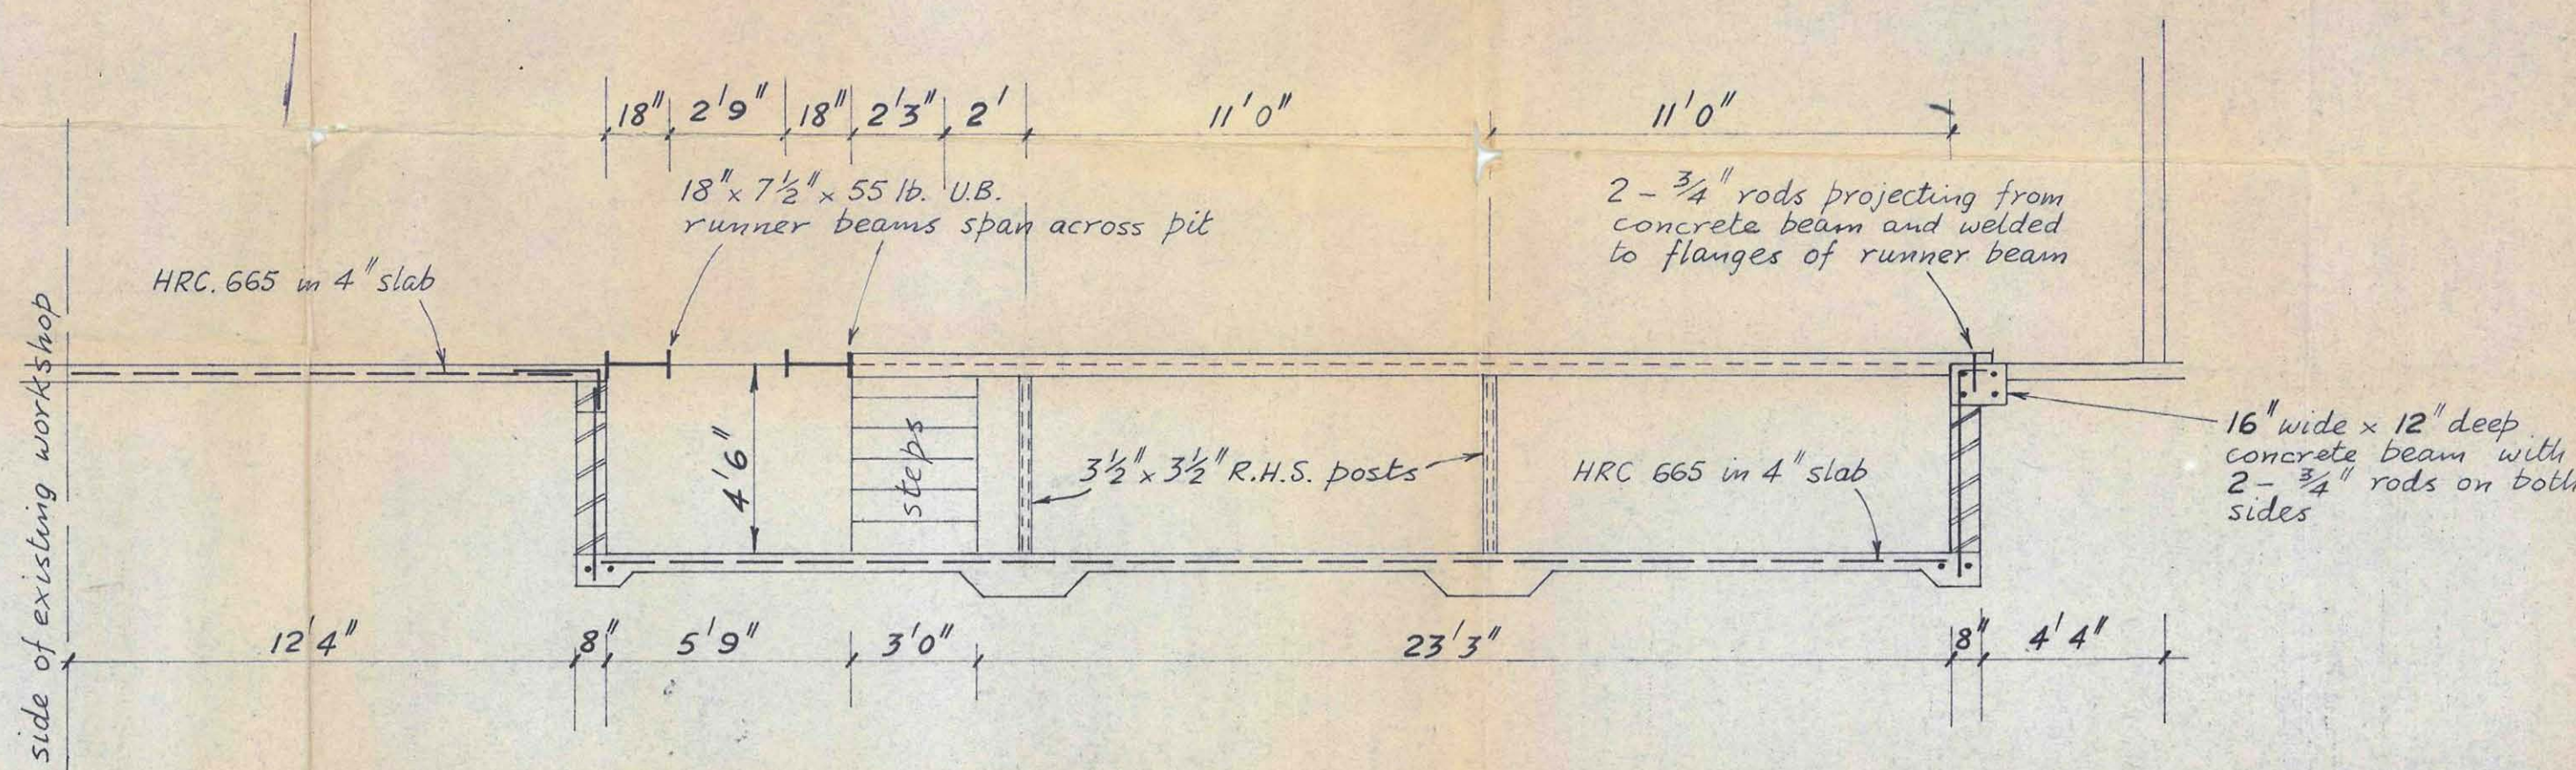 18" 2'9" 18" 2'3" 2' 11'0" 11'0"
18" x 7½" x 55 lb. U.B.
runner beams span across pit
2 - ¾" rods projecting from
concrete beam and welded
to flanges of runner beam
HRC. 665 in 4" slab
side of existing workshop
4'6"
steps
3½" x 3½" R.H.S. posts
HRC 665 in 4" slab
16" wide x 12" deep
concrete beam with
2 - ¾" rods on both
sides
12'4" 8" 5'9" 3'0" 23'3" 8" 4'4"